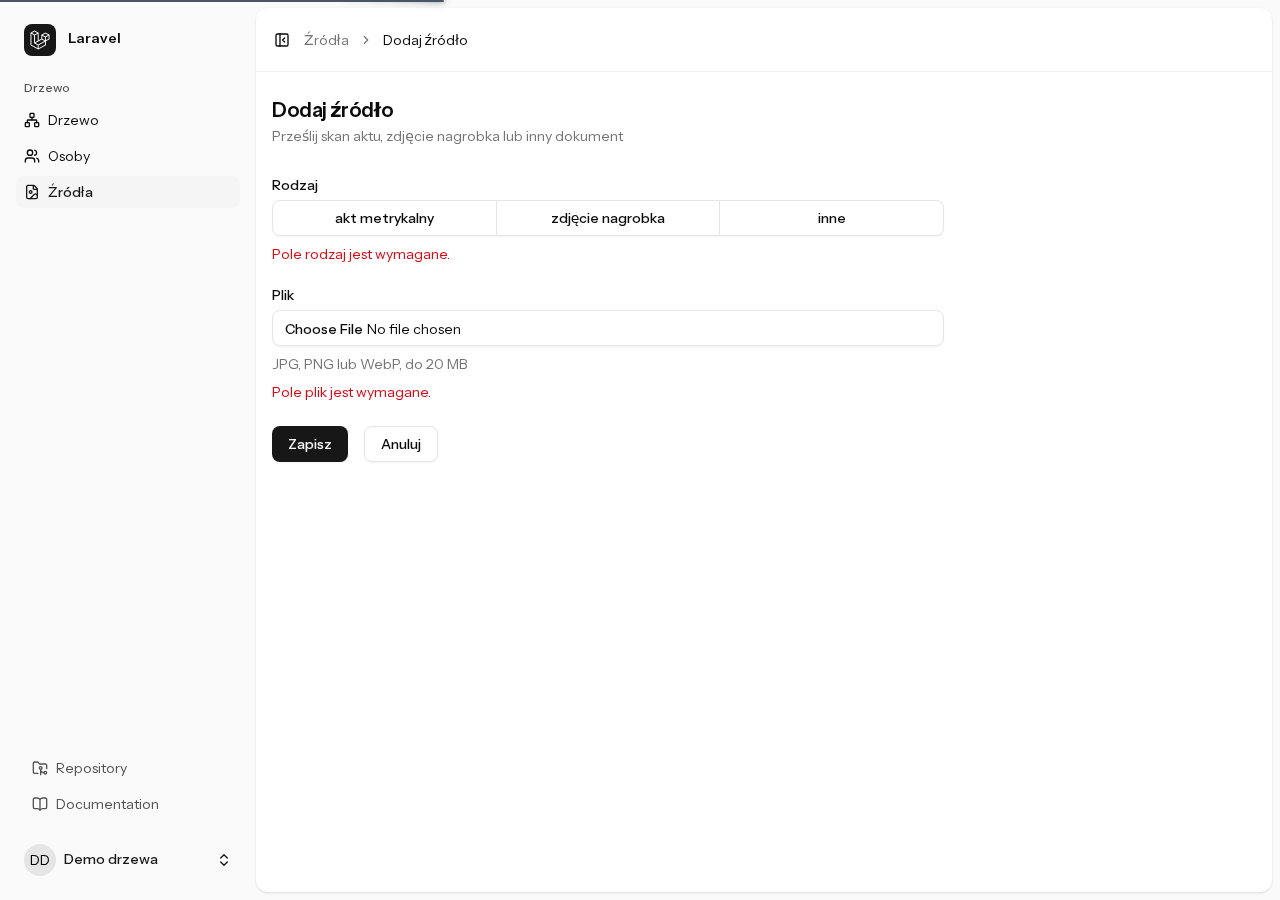 Laravel
Drzewo
Drzewo
Osoby
Źródła
Repository
Documentation
DD
Demo drzewa
Źródła
Dodaj źródło
Dodaj źródło
Prześlij skan aktu, zdjęcie nagrobka lub inny dokument
Rodzaj
akt metrykalny
zdjęcie nagrobka
inne
Pole rodzaj jest wymagane.
Plik
Choose File No file chosen
JPG, PNG lub WebP, do 20 MB
Pole plik jest wymagane.
Zapisz
Anuluj